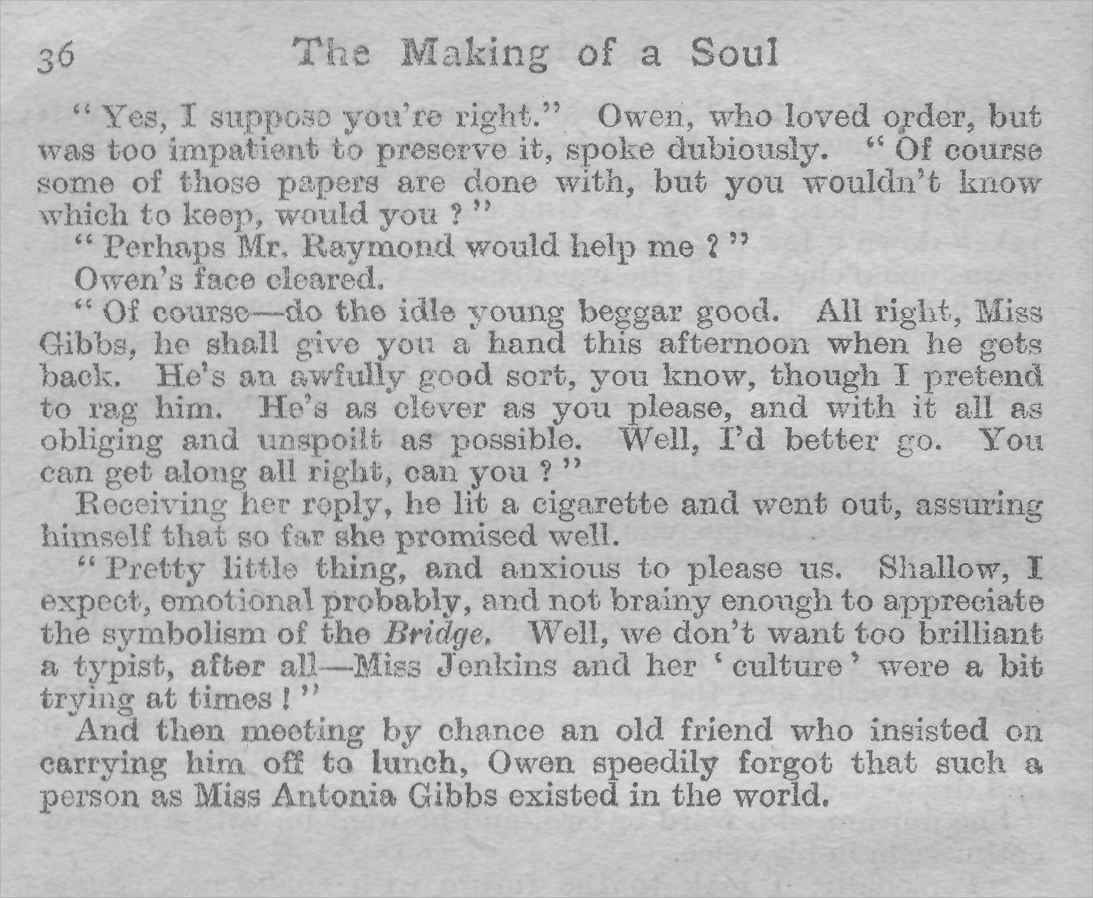 36 The Making of a Soul
“ Yes, I suppose you’re right.” Owen, who loved order, but
was too impatient to preserve it, spoke dubiously. “ Of course
some of those papers are done with, but you wouldn’t know
which to keep, would you ? ”
“ Perhaps Mr. Raymond would help me ? ”
Owen’s face cleared.
“ Of course—do the idle young beggar good. All right, Miss
Gibbs, he shall give you a hand this afternoon when he gets
back. He’s an awfully good sort, you know, though I pretend
to rag him. He’s as clever as you please, and with it all as
obliging and unspoilt as possible. Well, I’d better go. You
can get along all right, can you ? ”
Receiving her reply, he lit a cigarette and went out, assuring
himself that so far she promised well.
“ Pretty little thing, and anxious to please us. Shallow, I
expect, emotional probably, and not brainy enough to appreciate
the symbolism of the Bridge. Well, we don’t want too brilliant
a typist, after all—Miss Jenkins and her ‘ culture ’ were a bit
trying at times ! ”
And then meeting by chance an old friend who insisted on
carrying him off to lunch, Owen speedily forgot that such a
person as Miss Antonia Gibbs existed in the world.